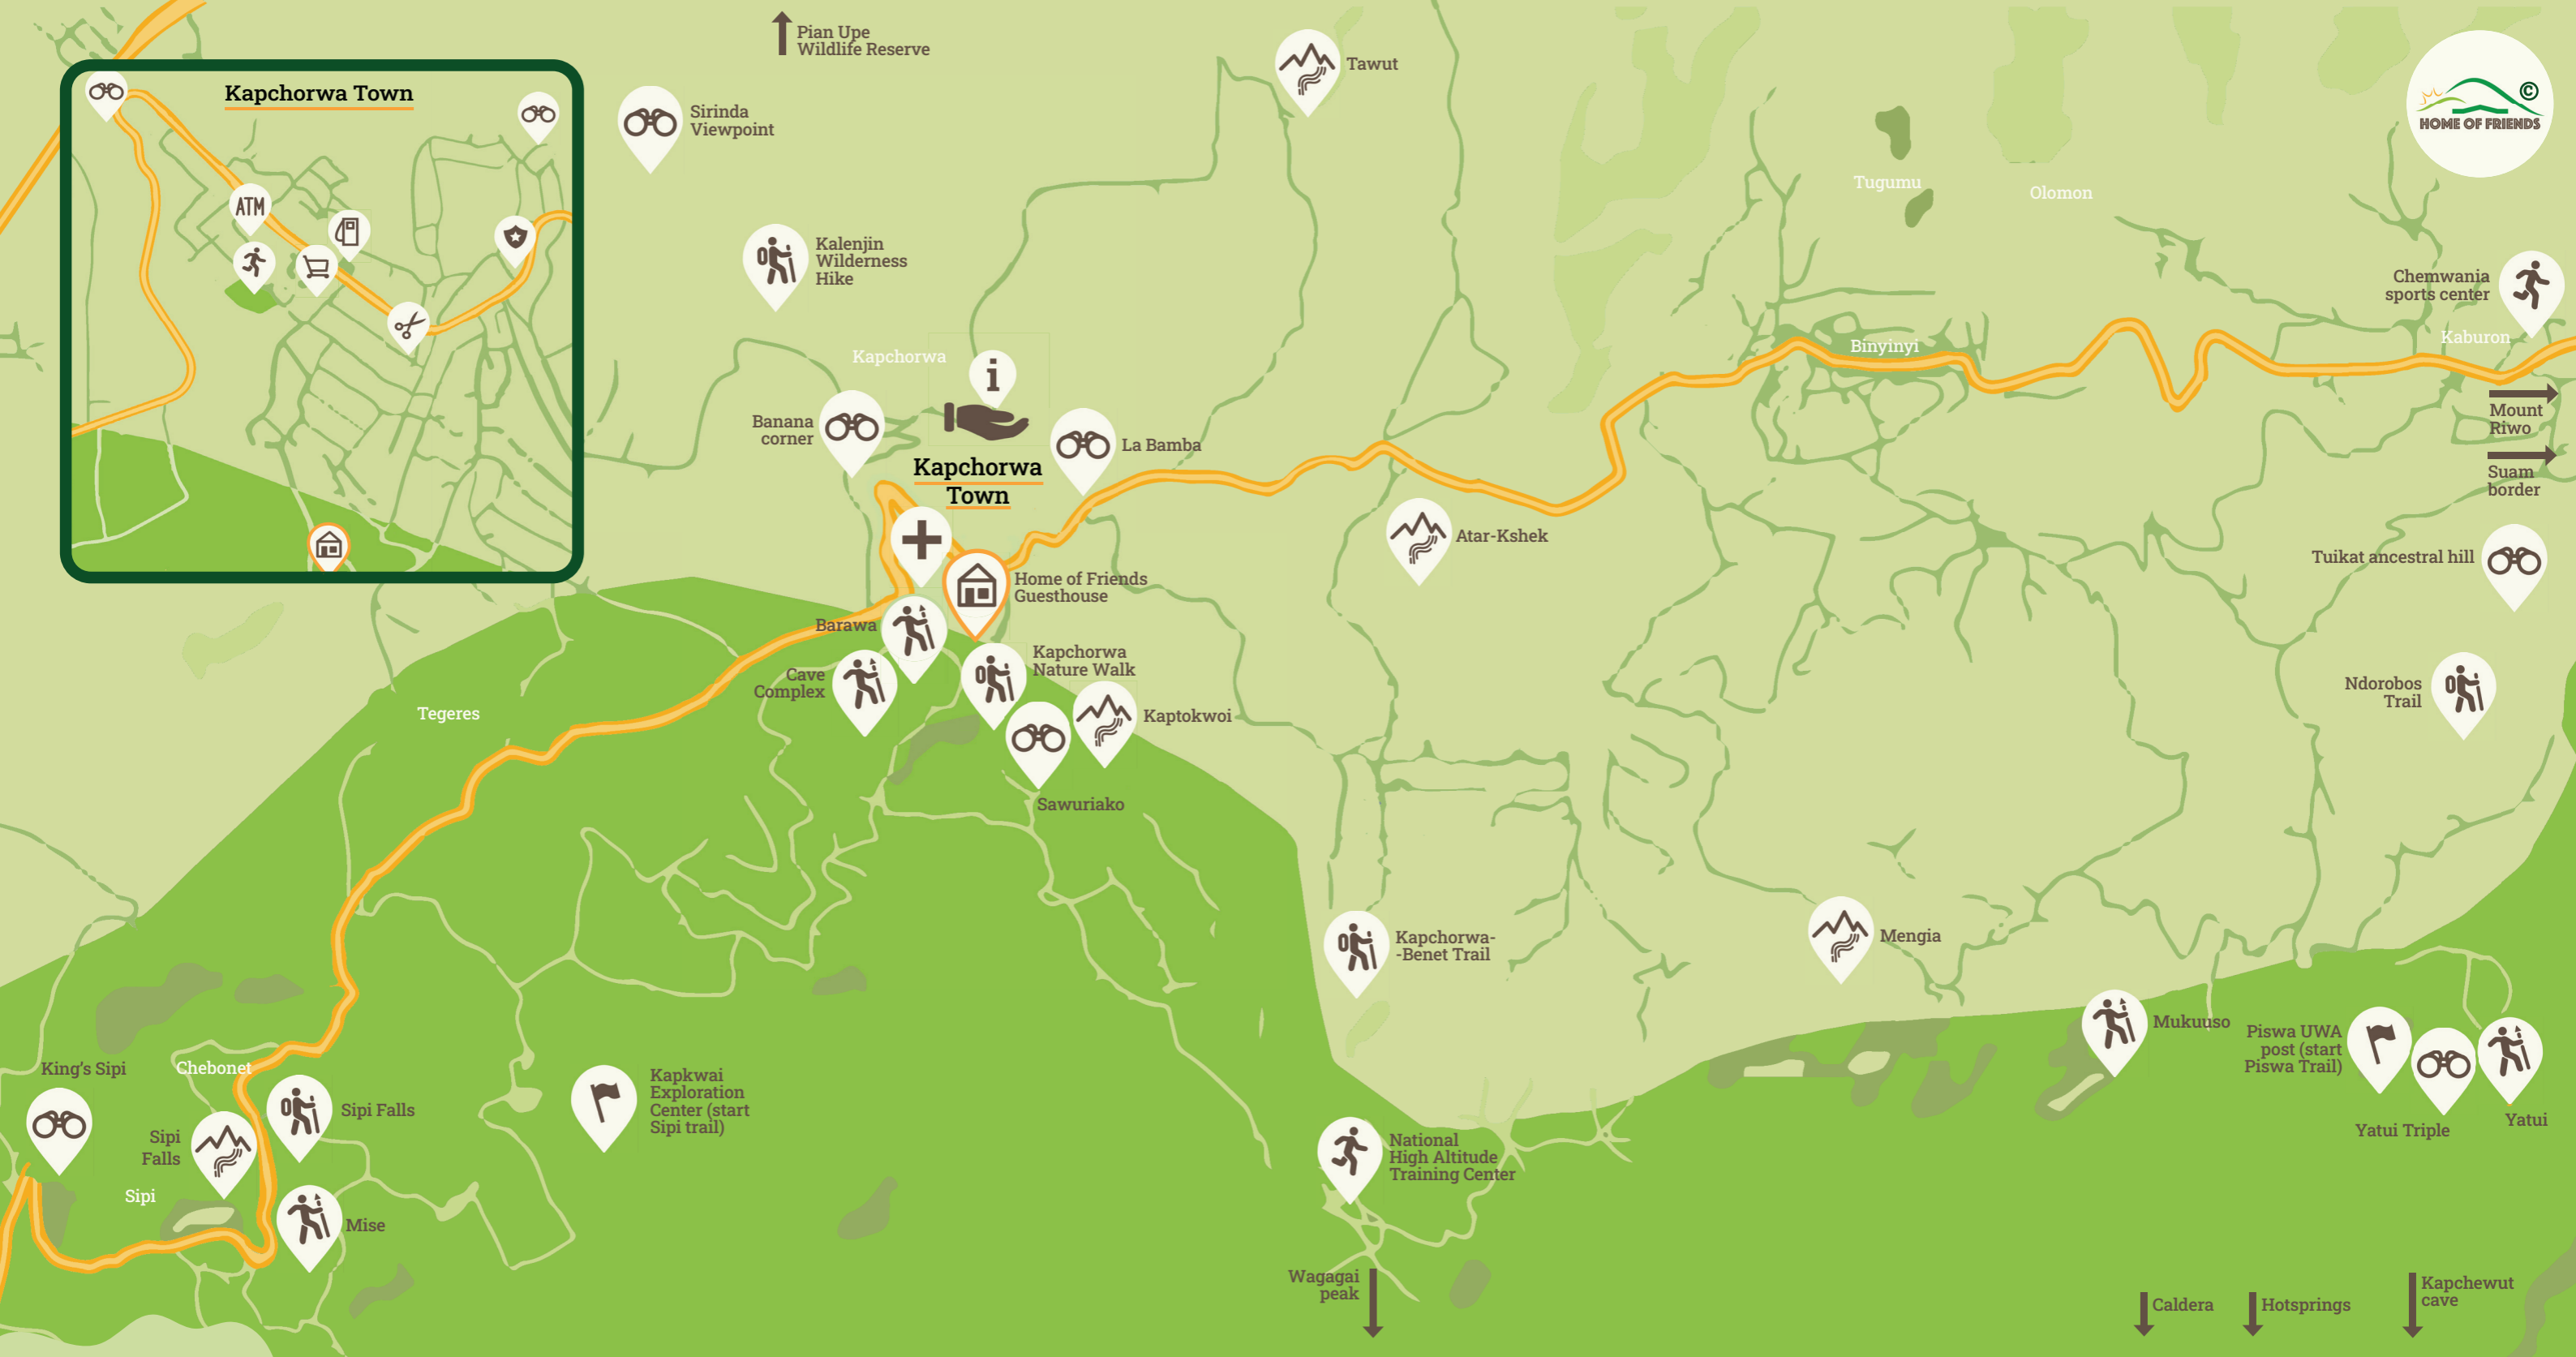 Pian Upe
Wildlife Reserve
Tawut
Kapchorwa Town
Sirinda
Viewpoint
©
HOME OF FRIENDS
ATM
Tugumu
Olomon
Kalenjin
Wilderness
Hike
Chemwania
sports center
Kaburon
Binyinyi
Kapchorwa
i
Banana
corner
La Bamba
Kapchorwa
Town
Mount
Riwo
Suam
border
Atar-Kshek
Tuikat ancestral hill
Home of Friends
Guesthouse
Barawa
Cave
Complex
Kapchorwa
Nature Walk
Kaptokwoi
Ndorobos
Trail
Tegeres
Sawuriako
Kapchorwa-
-Benet Trail
Mengia
Mukuuso
Piswa UWA
post (start
Piswa Trail)
Yatui Triple
Yatui
King's Sipi
Chebonet
Sipi Falls
Kapkwai
Exploration
Center (start
Sipi trail)
Sipi
Falls
Sipi
Mise
National
High Altitude
Training Center
Wagagai
peak
Caldera
Hotsprings
Kapchewut
cave